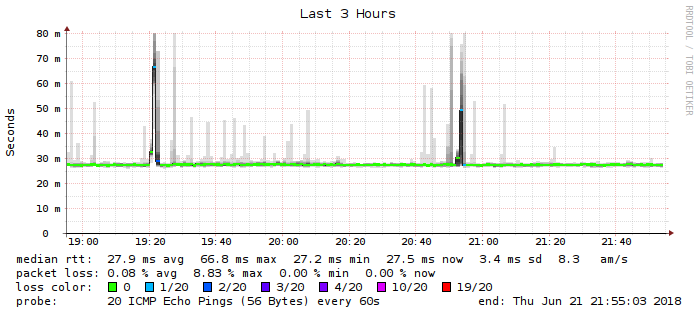 Last 3 Hours
RRDTOOL / TOBI OETIKER
Seconds
80 m
70 m
60 m
50 m
40 m
30 m
20 m
10 m
0
19:00 19:20 19:40 20:00 20:20 20:40 21:00 21:20 21:40
median rtt: 27.9 ms avg 66.8 ms max 27.2 ms min 27.5 ms now 3.4 ms sd 8.3 am/s
packet loss: 0.08 % avg 8.83 % max 0.00 % min 0.00 % now
loss color: 0 1/20 2/20 3/20 4/20 10/20 19/20
probe: 20 ICMP Echo Pings (56 Bytes) every 60s end: Thu Jun 21 21:55:03 2018